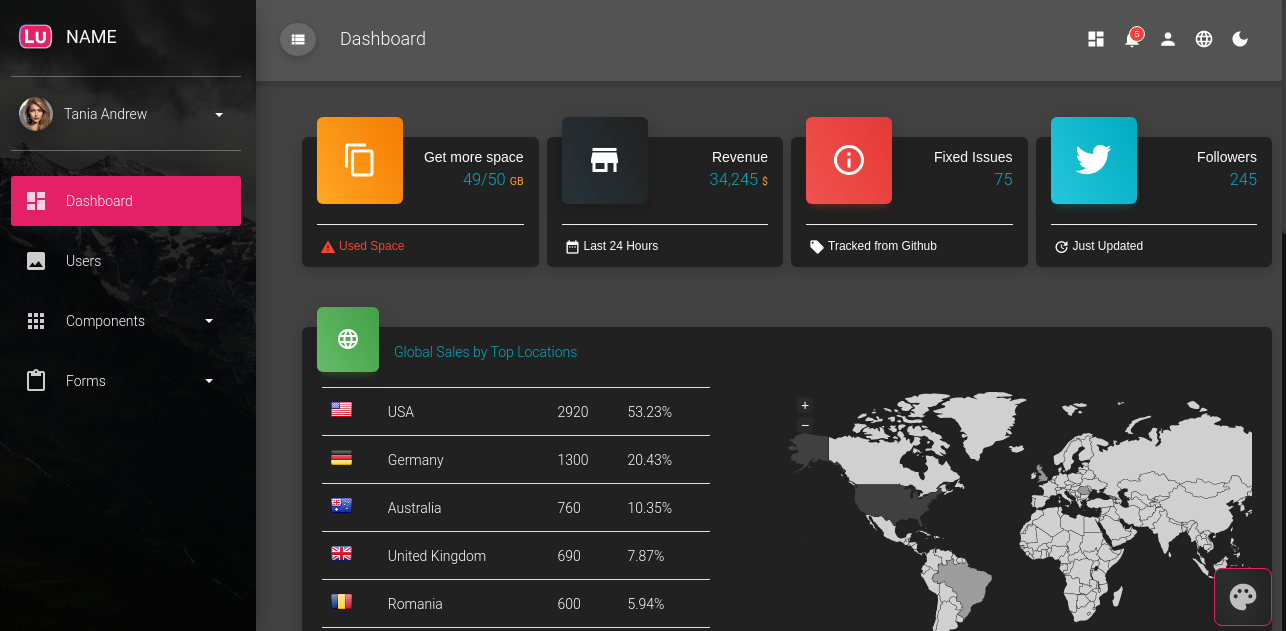 LU NAME
Dashboard
5
Tania Andrew
Dashboard
Users
Components
Forms
Get more space
49/50 GB
Used Space
Revenue
34,245 $
Last 24 Hours
Fixed Issues
75
Tracked from Github
Followers
245
Just Updated
Global Sales by Top Locations
USA 2920 53.23%
Germany 1300 20.43%
Australia 760 10.35%
United Kingdom 690 7.87%
Romania 600 5.94%
+
−